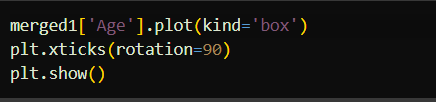 merged1['Age'].plot(kind='box')
plt.xticks(rotation=90)
plt.show()